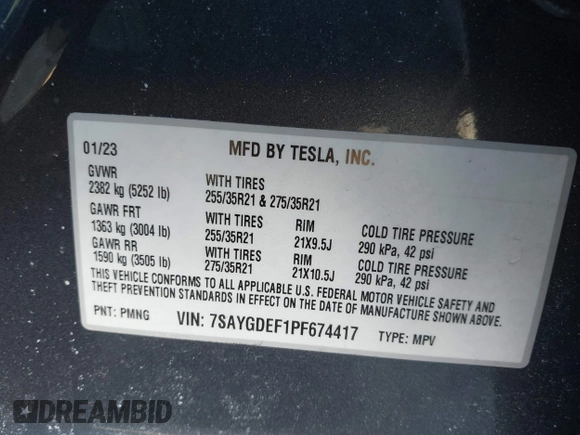 01/23 MFD BY TESLA, INC.
GVWR
2382 kg (5252 lb)
WITH TIRES
255/35R21 & 275/35R21
GAWR FRT WITH TIRES RIM COLD TIRE PRESSURE
1363 kg (3004 lb) 255/35R21 21X9.5J 290 kPa, 42 psi
GAWR RR WITH TIRES RIM COLD TIRE PRESSURE
1590 kg (3505 lb) 275/35R21 21X10.5J 290 kPa, 42 psi
THIS VEHICLE CONFORMS TO ALL APPLICABLE U.S. FEDERAL MOTOR VEHICLE SAFETY AND
THEFT PREVENTION STANDARDS IN EFFECT ON THE DATE OF MANUFACTURE SHOWN ABOVE.
PNT: PMNG VIN: 7SAYGDEF1PF674417 TYPE: MPV
DREAMBID